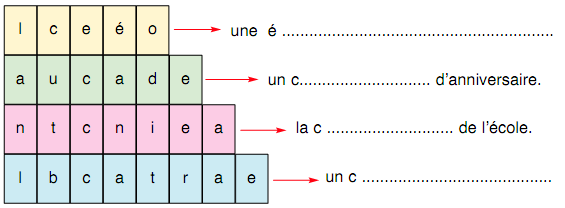 l c e é o une é ............................................................
un c............................. d'anniversaire.
a u c a d e
n t c n i e a la c ............................ de l'école.
l b c a t r a e un c ..........................................